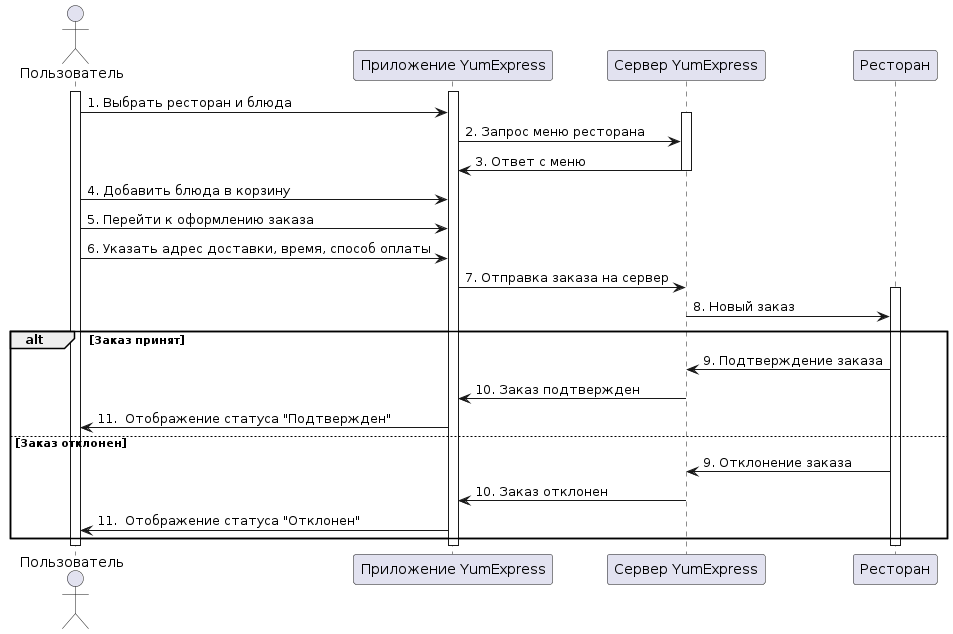 Пользователь
Приложение YumExpress
Сервер YumExpress
Ресторан
1. Выбрать ресторан и блюда
2. Запрос меню ресторана
3. Ответ с меню
4. Добавить блюда в корзину
5. Перейти к оформлению заказа
6. Указать адрес доставки, время, способ оплаты
7. Отправка заказа на сервер
8. Новый заказ
alt
[Заказ принят]
9. Подтверждение заказа
10. Заказ подтвержден
11. Отображение статуса "Подтвержден"
[Заказ отклонен]
9. Отклонение заказа
10. Заказ отклонен
11. Отображение статуса "Отклонен"
Пользователь
Приложение YumExpress
Сервер YumExpress
Ресторан